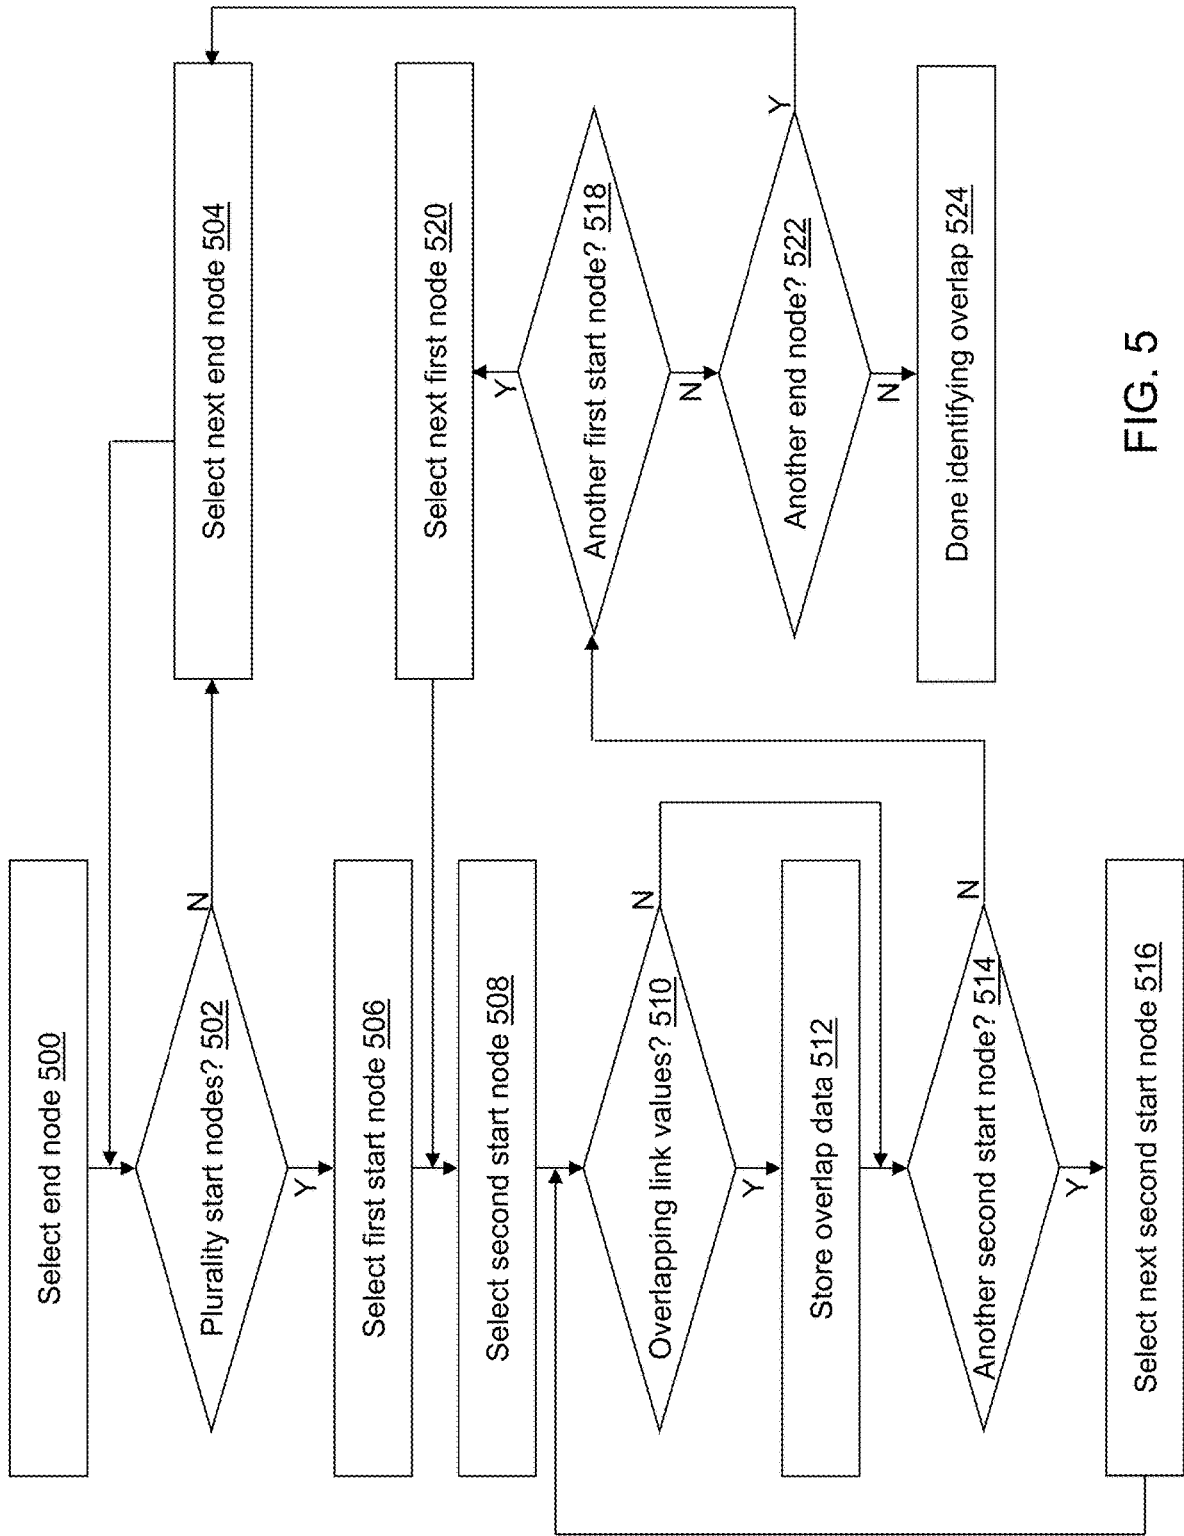 Select end node 500
Plurality start nodes? 502
N
Y
Select next end node 504
Select first start node 506
Select second start node 508
Overlapping link values? 510
N
Y
Store overlap data 512
Another second start node? 514
N
Y
Select next second start node 516
Select next first node 520
Y
Another first start node? 518
N
Another end node? 522
Y
N
Done identifying overlap 524
FIG. 5